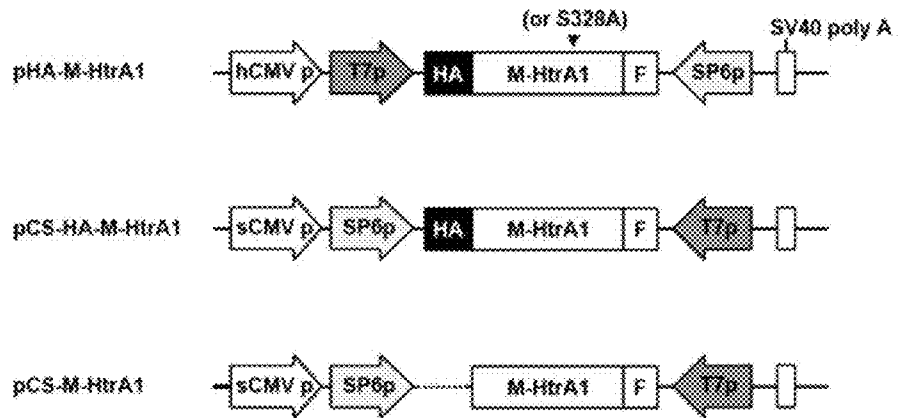 (or S328A)
SV40 poly A
pHA-M-HtrA1 hCMV p T7p HA M-HtrA1 F SP6p
pCS-HA-M-HtrA1 sCMV p SP6p HA M-HtrA1 F T7p
pCS-M-HtrA1 sCMV p SP6p M-HtrA1 F T7p